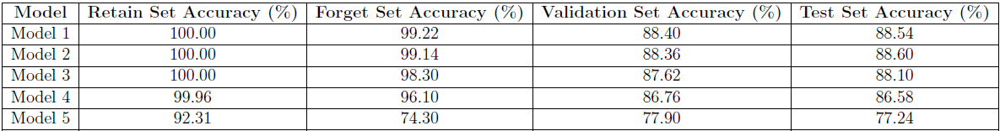 Model Retain Set Accuracy (%) Forget Set Accuracy (%) Validation Set Accuracy (%) Test Set Accuracy (%)
Model 1 100.00 99.22 88.40 88.54
Model 2 100.00 99.14 88.36 88.60
Model 3 100.00 98.30 87.62 88.10
Model 4 99.96 96.10 86.76 86.58
Model 5 92.31 74.30 77.90 77.24